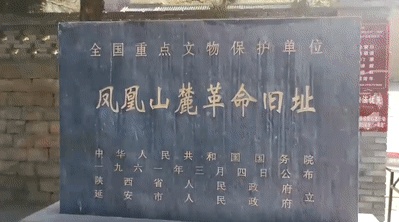 全国重点文物保护单位
凤凰山麓革命旧址
中华人民共和国国务院
一九六一年三月四日公布
陕西省人民政府
延安市人民政府立